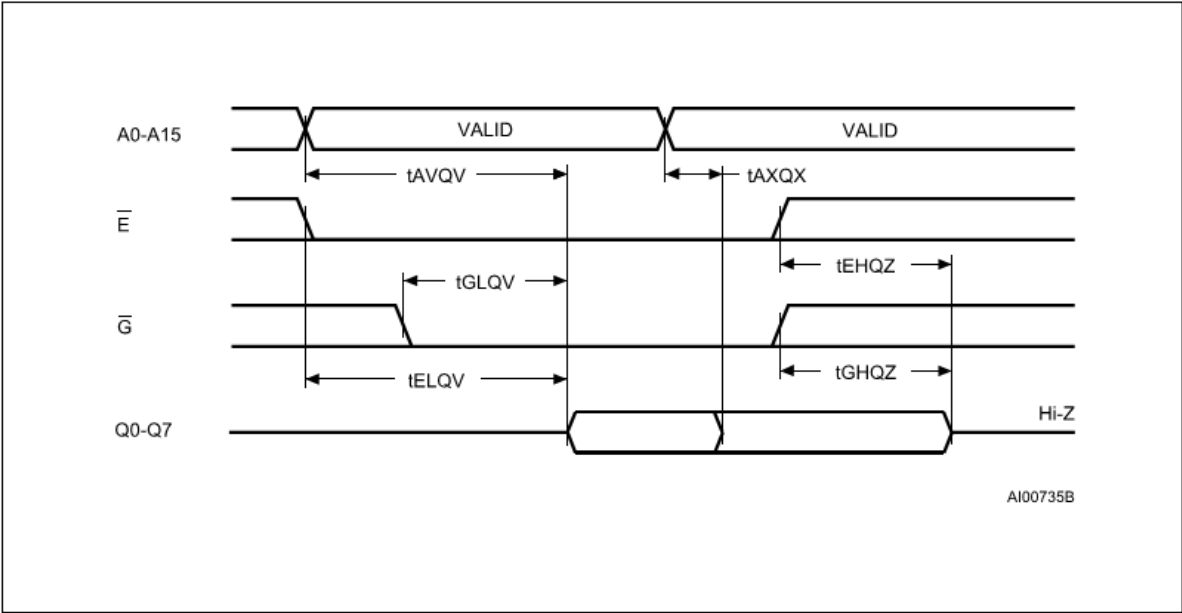 A0-A15 VALID VALID
tAVQV tAXQX
E̅
tEHQZ
tGLQV
G̅
tGHQZ
tELQV
Hi-Z
Q0-Q7
AI00735B